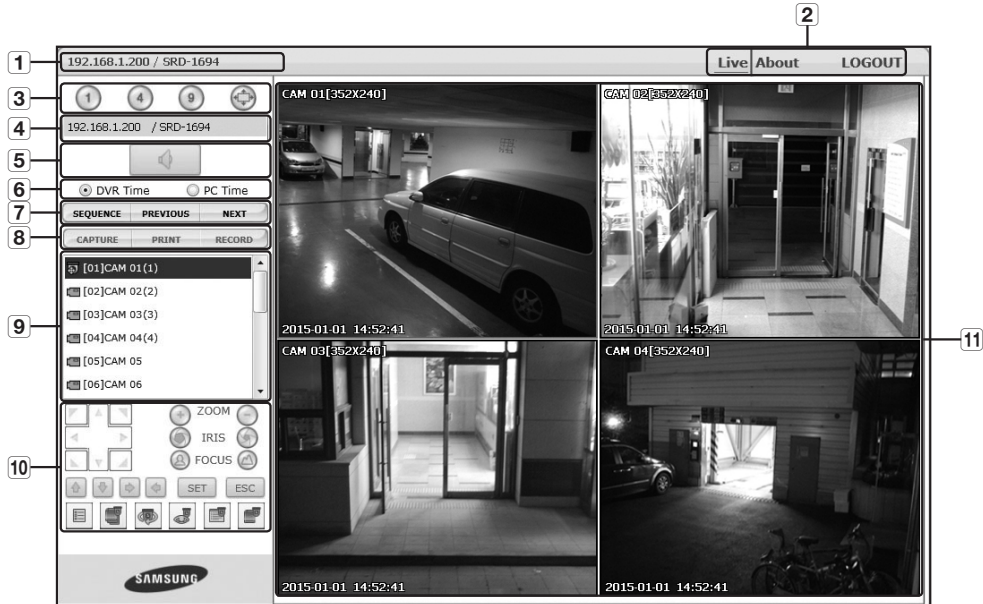 2
1
192.168.1.200 / SRD-1694
Live About LOGOUT
3
1 4 9
4
192.168.1.200 / SRD-1694
5
6
DVR Time PC Time
7
SEQUENCE PREVIOUS NEXT
8
CAPTURE PRINT RECORD
9
[01]CAM 01(1)
[02]CAM 02(2)
[03]CAM 03(3)
[04]CAM 04(4)
[05]CAM 05
[06]CAM 06
10
ZOOM
IRIS
FOCUS
SET ESC
SAMSUNG
CAM 01[352X240]
2015-01-01 14:52:41
CAM 02[352X240]
2015-01-01 14:52:41
CAM 03[352X240]
2015-01-01 14:52:41
CAM 04[352X240]
2015-01-01 14:52:41
11